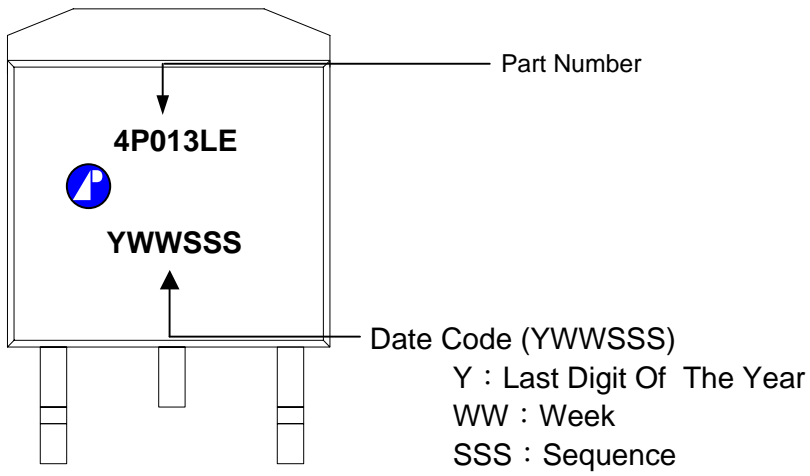 Part Number
4P013LE
YWWSSS
Date Code (YWWSSS)
Y：Last Digit Of The Year
WW：Week
SSS：Sequence